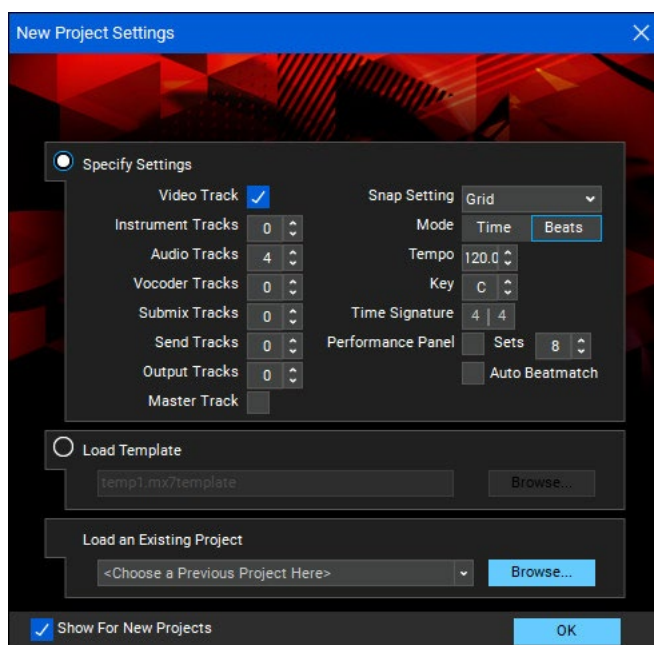 New Project Settings
Specify Settings
Video Track
Instrument Tracks 0
Audio Tracks 4
Vocoder Tracks 0
Submix Tracks 0
Send Tracks 0
Output Tracks 0
Master Track
Snap Setting Grid
Mode Time Beats
Tempo 120.0
Key C
Time Signature 4 | 4
Performance Panel Sets 8
Auto Beatmatch
Load Template
temp1.mx7template Browse...
Load an Existing Project
<Choose a Previous Project Here> Browse...
Show For New Projects OK